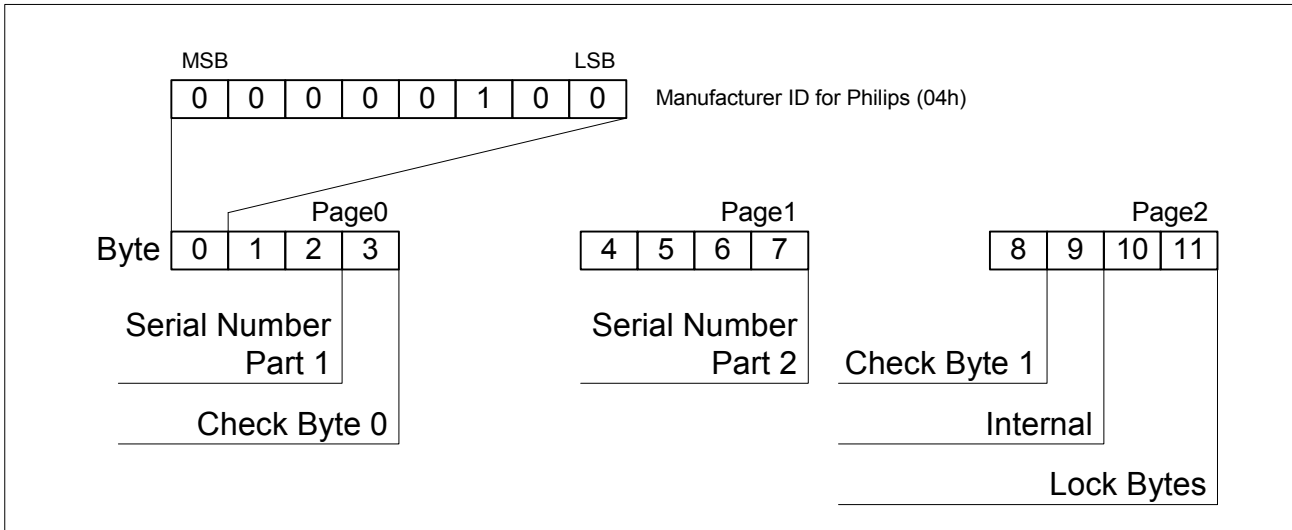 MSB LSB
0 0 0 0 0 1 0 0 Manufacturer ID for Philips (04h)
Page0 Page1 Page2
Byte 0 1 2 3 4 5 6 7 8 9 10 11
Serial Number Serial Number
Part 1 Part 2 Check Byte 1
Check Byte 0 Internal
Lock Bytes